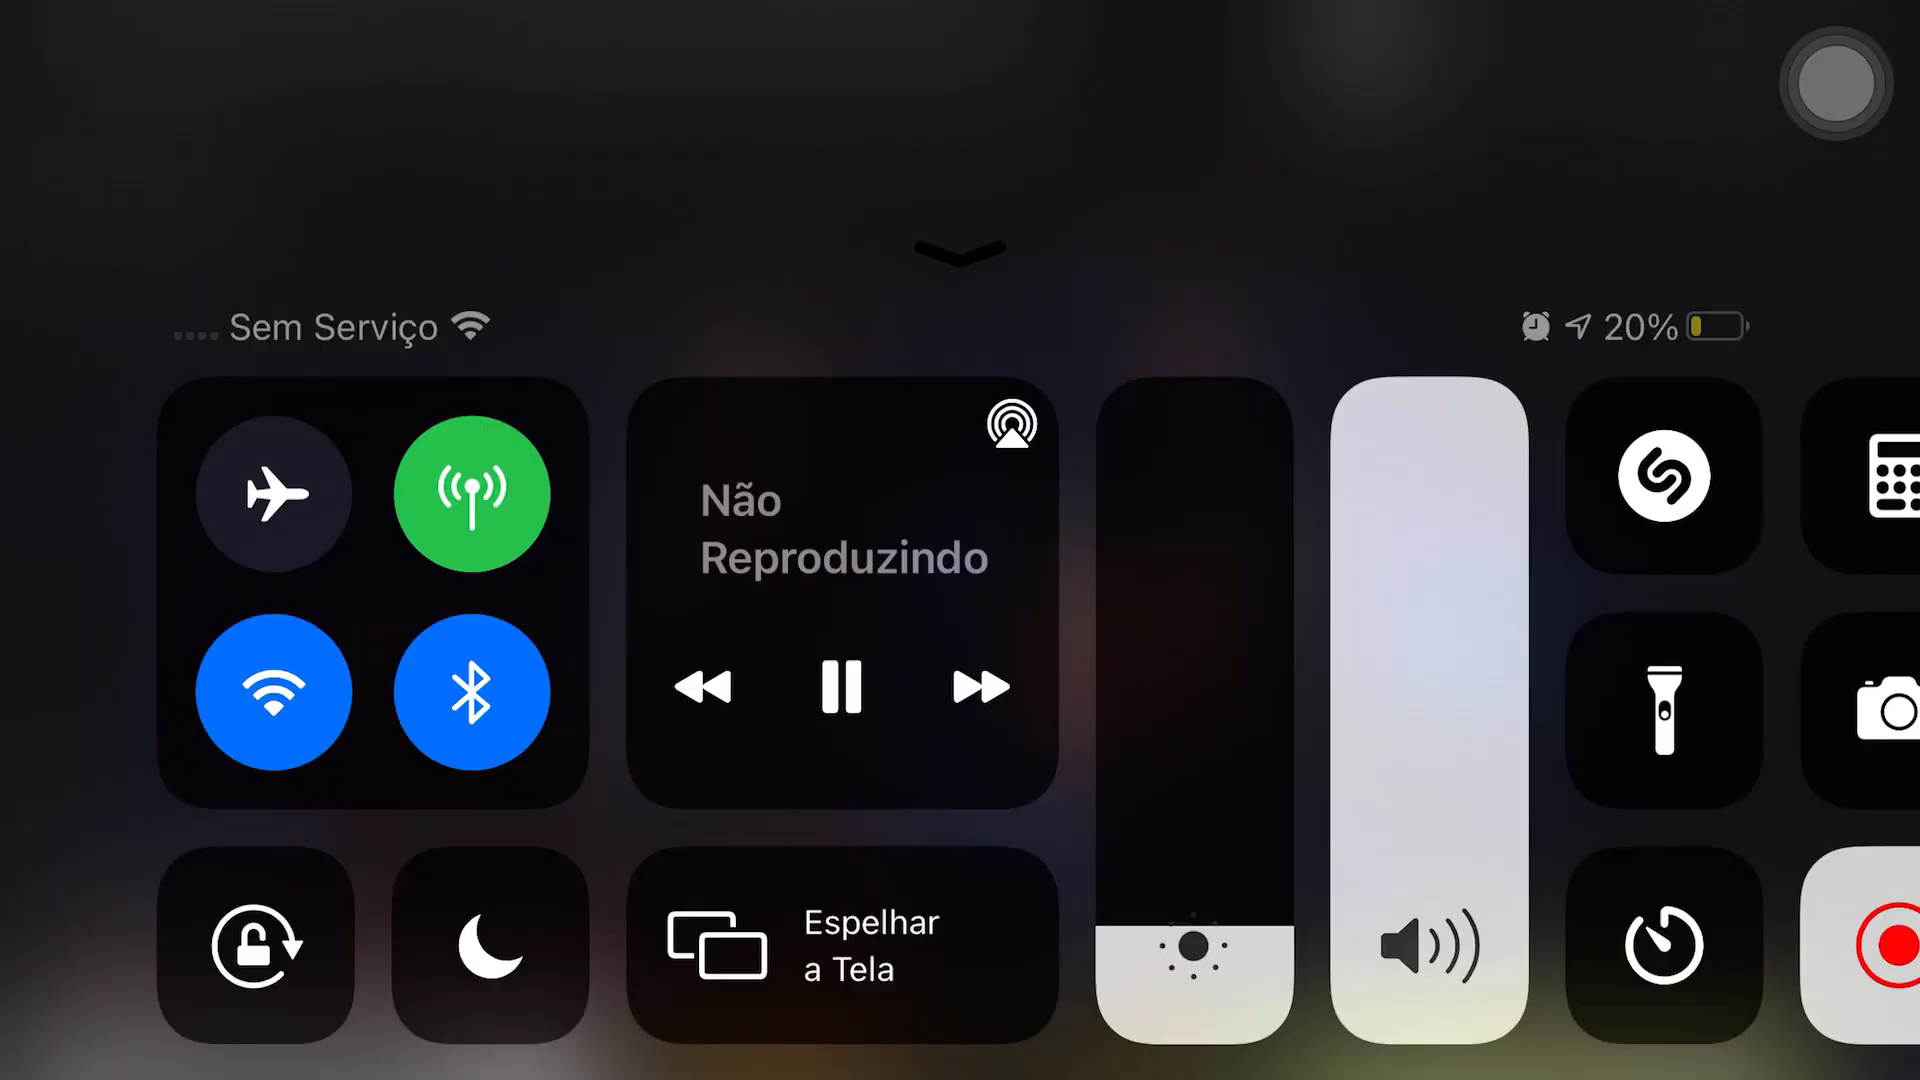 Sem Serviço
20%
Não
Reproduzindo
Espelhar
a Tela